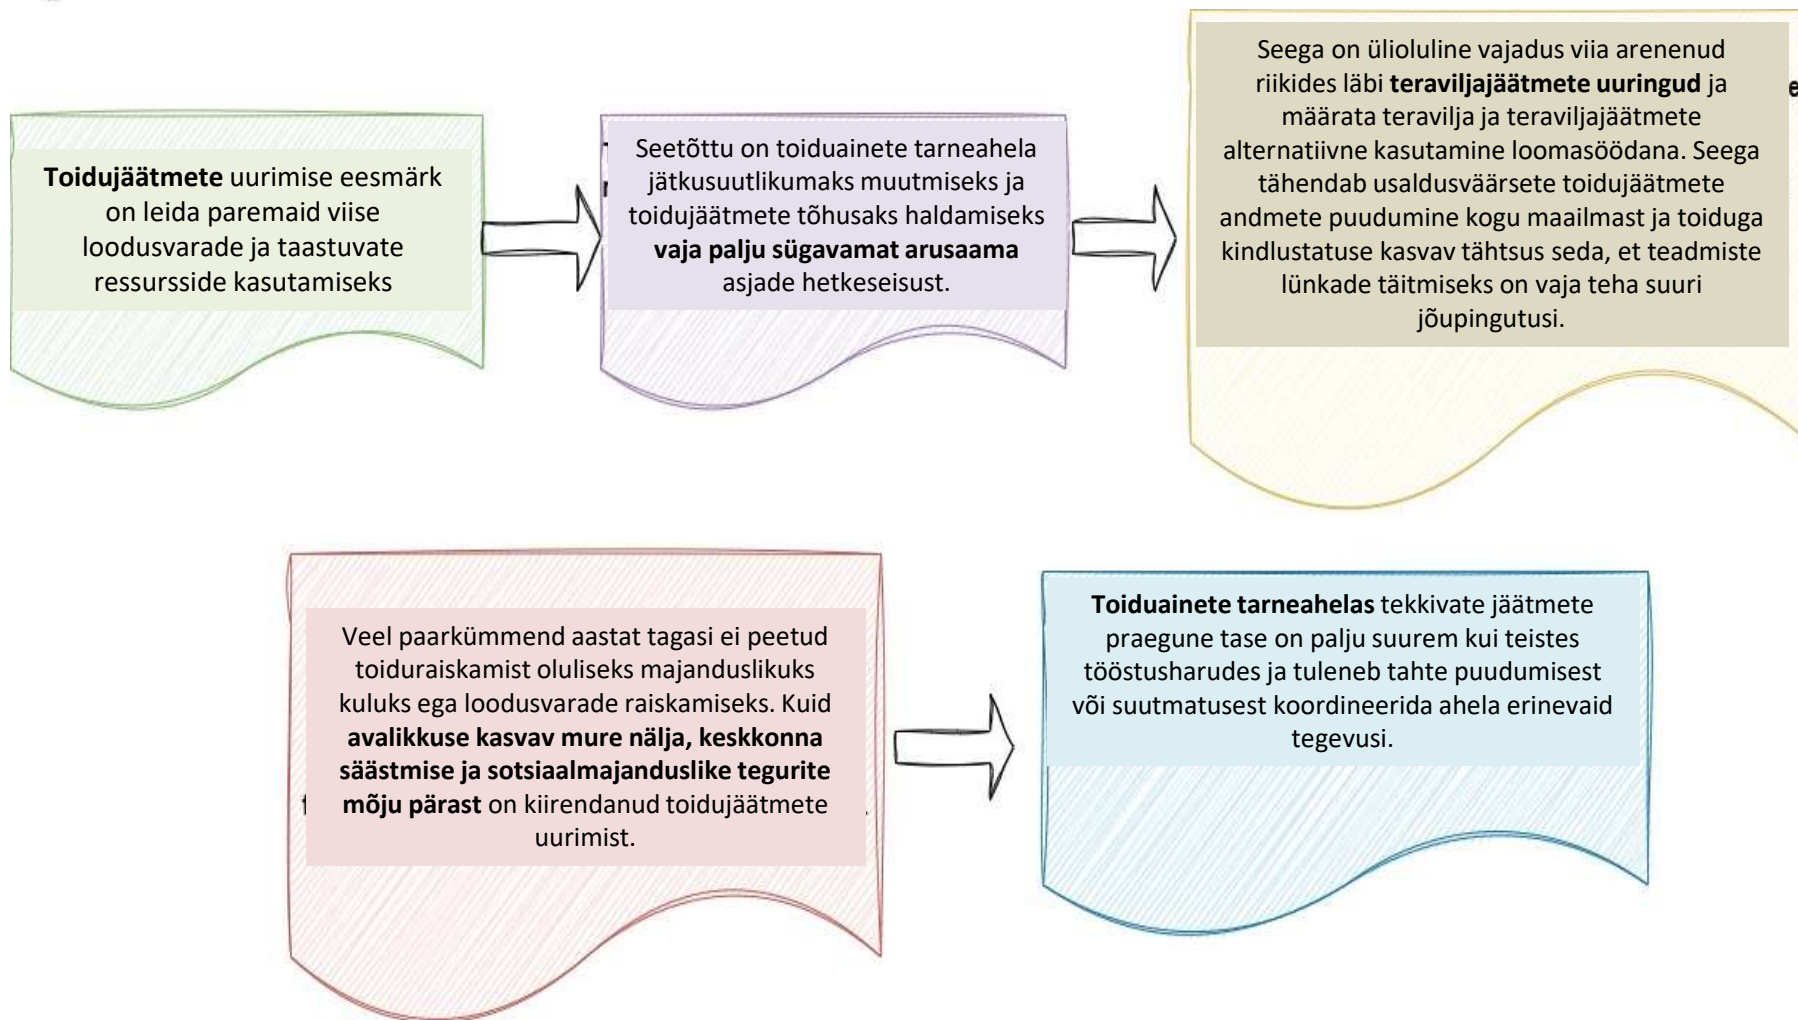 Toidujäätmete uurimise eesmärk
on leida paremaid viise
loodusvarade ja taastuvate
ressursside kasutamiseks
Seetõttu on toiduainete tarneahela
jätkusuutlikumaks muutmiseks ja
toidujäätmete tõhusaks haldamiseks
vaja palju sügavamat arusaama
asjade hetkeseisust.
Seega on ülioluline vajadus viia arenenud
riikides läbi teraviljajäätmete uuringud ja
määrata teravilja ja teraviljajäätmete
alternatiivne kasutamine loomasöödana. Seega
tähendab usaldusväärsete toidujäätmete
andmete puudumine kogu maailmast ja toiduga
kindlustatuse kasvav tähtsus seda, et teadmiste
lünkade täitmiseks on vaja teha suuri
jõupingutusi.
Veel paarkümmend aastat tagasi ei peetud
toiduraiskamist oluliseks majanduslikuks
kuluks ega loodusvarade raiskamiseks. Kuid
avalikkuse kasvav mure nälja, keskkonna
säästmise ja sotsiaalmajanduslike tegurite
mõju pärast on kiirendanud toidujäätmete
uurimist.
Toiduainete tarneahelas tekkivate jäätmete
praegune tase on palju suurem kui teistes
tööstusharudes ja tuleneb tahte puudumisest
või suutmatusest koordineerida ahela erinevaid
tegevusi.